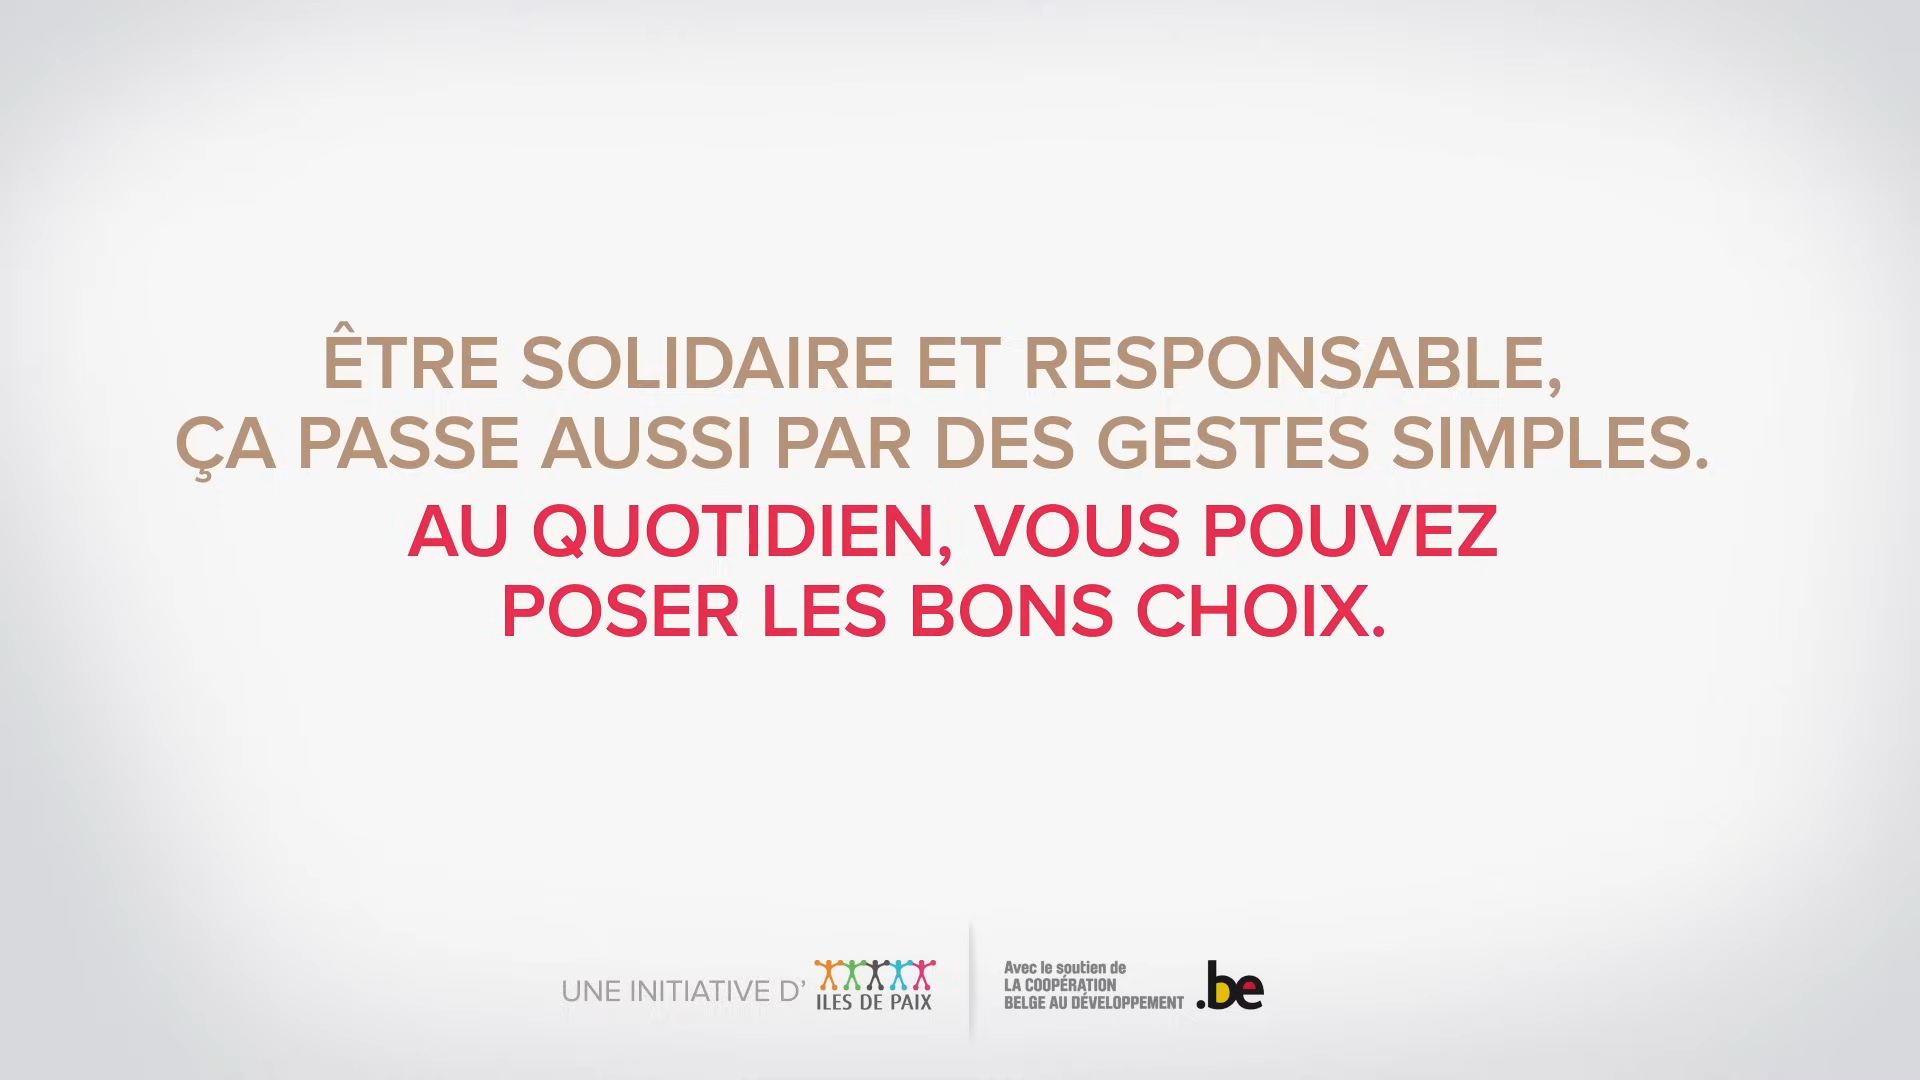 ÊTRE SOLIDAIRE ET RESPONSABLE,
ÇA PASSE AUSSI PAR DES GESTES SIMPLES.
AU QUOTIDIEN, VOUS POUVEZ
POSER LES BONS CHOIX.
UNE INITIATIVE D’
ILES DE PAIX
Avec le soutien de
LA COOPÉRATION
BELGE AU DÉVELOPPEMENT
.be